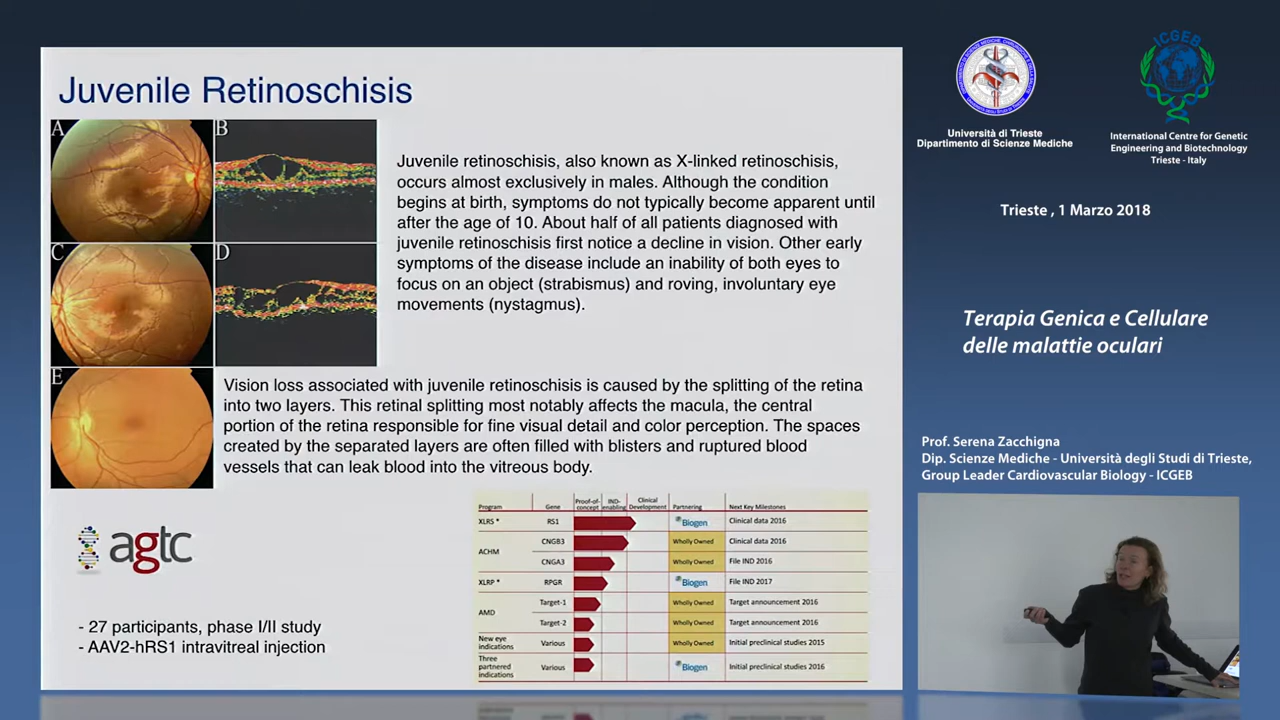 Juvenile Retinoschisis
A
B
C
D
E
Juvenile retinoschisis, also known as X-linked retinoschisis,
occurs almost exclusively in males. Although the condition
begins at birth, symptoms do not typically become apparent until
after the age of 10. About half of all patients diagnosed with
juvenile retinoschisis first notice a decline in vision. Other early
symptoms of the disease include an inability of both eyes to
focus on an object (strabismus) and roving, involuntary eye
movements (nystagmus).
Vision loss associated with juvenile retinoschisis is caused by the splitting of the retina
into two layers. This retinal splitting most notably affects the macula, the central
portion of the retina responsible for fine visual detail and color perception. The spaces
created by the separated layers are often filled with blisters and ruptured blood
vessels that can leak blood into the vitreous body.
agtc
- 27 participants, phase I/II study
- AAV2-hRS1 intravitreal injection
Program Gene Proof-of-concept IND-enabling Clinical Development Partnering Next Key Milestones
XLRS * RS1 Biogen Clinical data 2016
ACHM CNGB3 Wholly Owned Clinical data 2016
CNGA3 Wholly Owned File IND 2016
XLRP * RPGR Biogen File IND 2017
AMD Target-1 Wholly Owned Target announcement 2016
Target-2 Wholly Owned Target announcement 2016
New eye indications Various Wholly Owned Initial preclinical studies 2015
Three partnered indications Various Biogen Initial preclinical studies 2016
Università di Trieste
Dipartimento di Scienze Mediche
ICGEB
International Centre for Genetic
Engineering and Biotechnology
Trieste - Italy
Trieste , 1 Marzo 2018
Terapia Genica e Cellulare
delle malattie oculari
Prof. Serena Zacchigna
Dip. Scienze Mediche - Università degli Studi di Trieste,
Group Leader Cardiovascular Biology - ICGEB